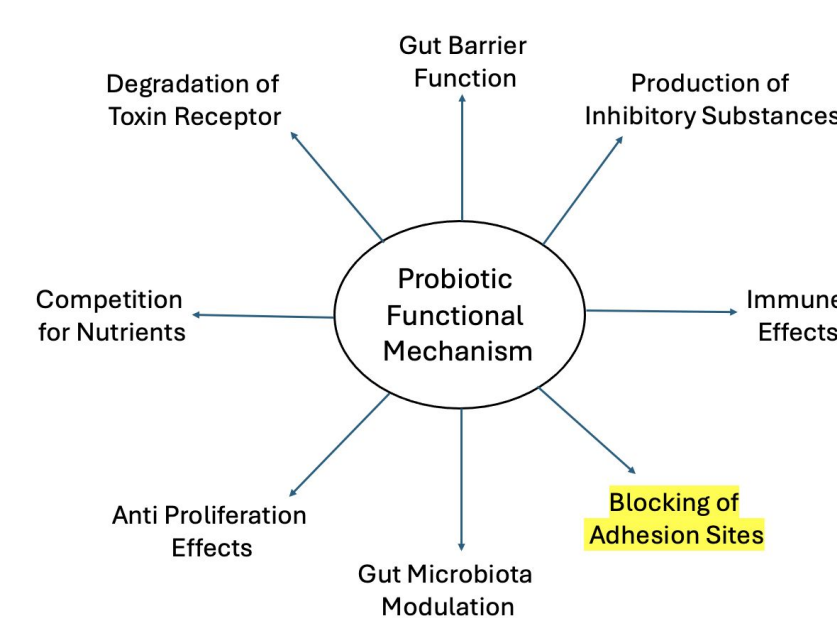 Gut Barrier
Function
Degradation of
Toxin Receptor
Production of
Inhibitory Substances
Probiotic
Functional
Mechanism
Competition
for Nutrients
Immune
Effects
Anti Proliferation
Effects
Blocking of
Adhesion Sites
Gut Microbiota
Modulation